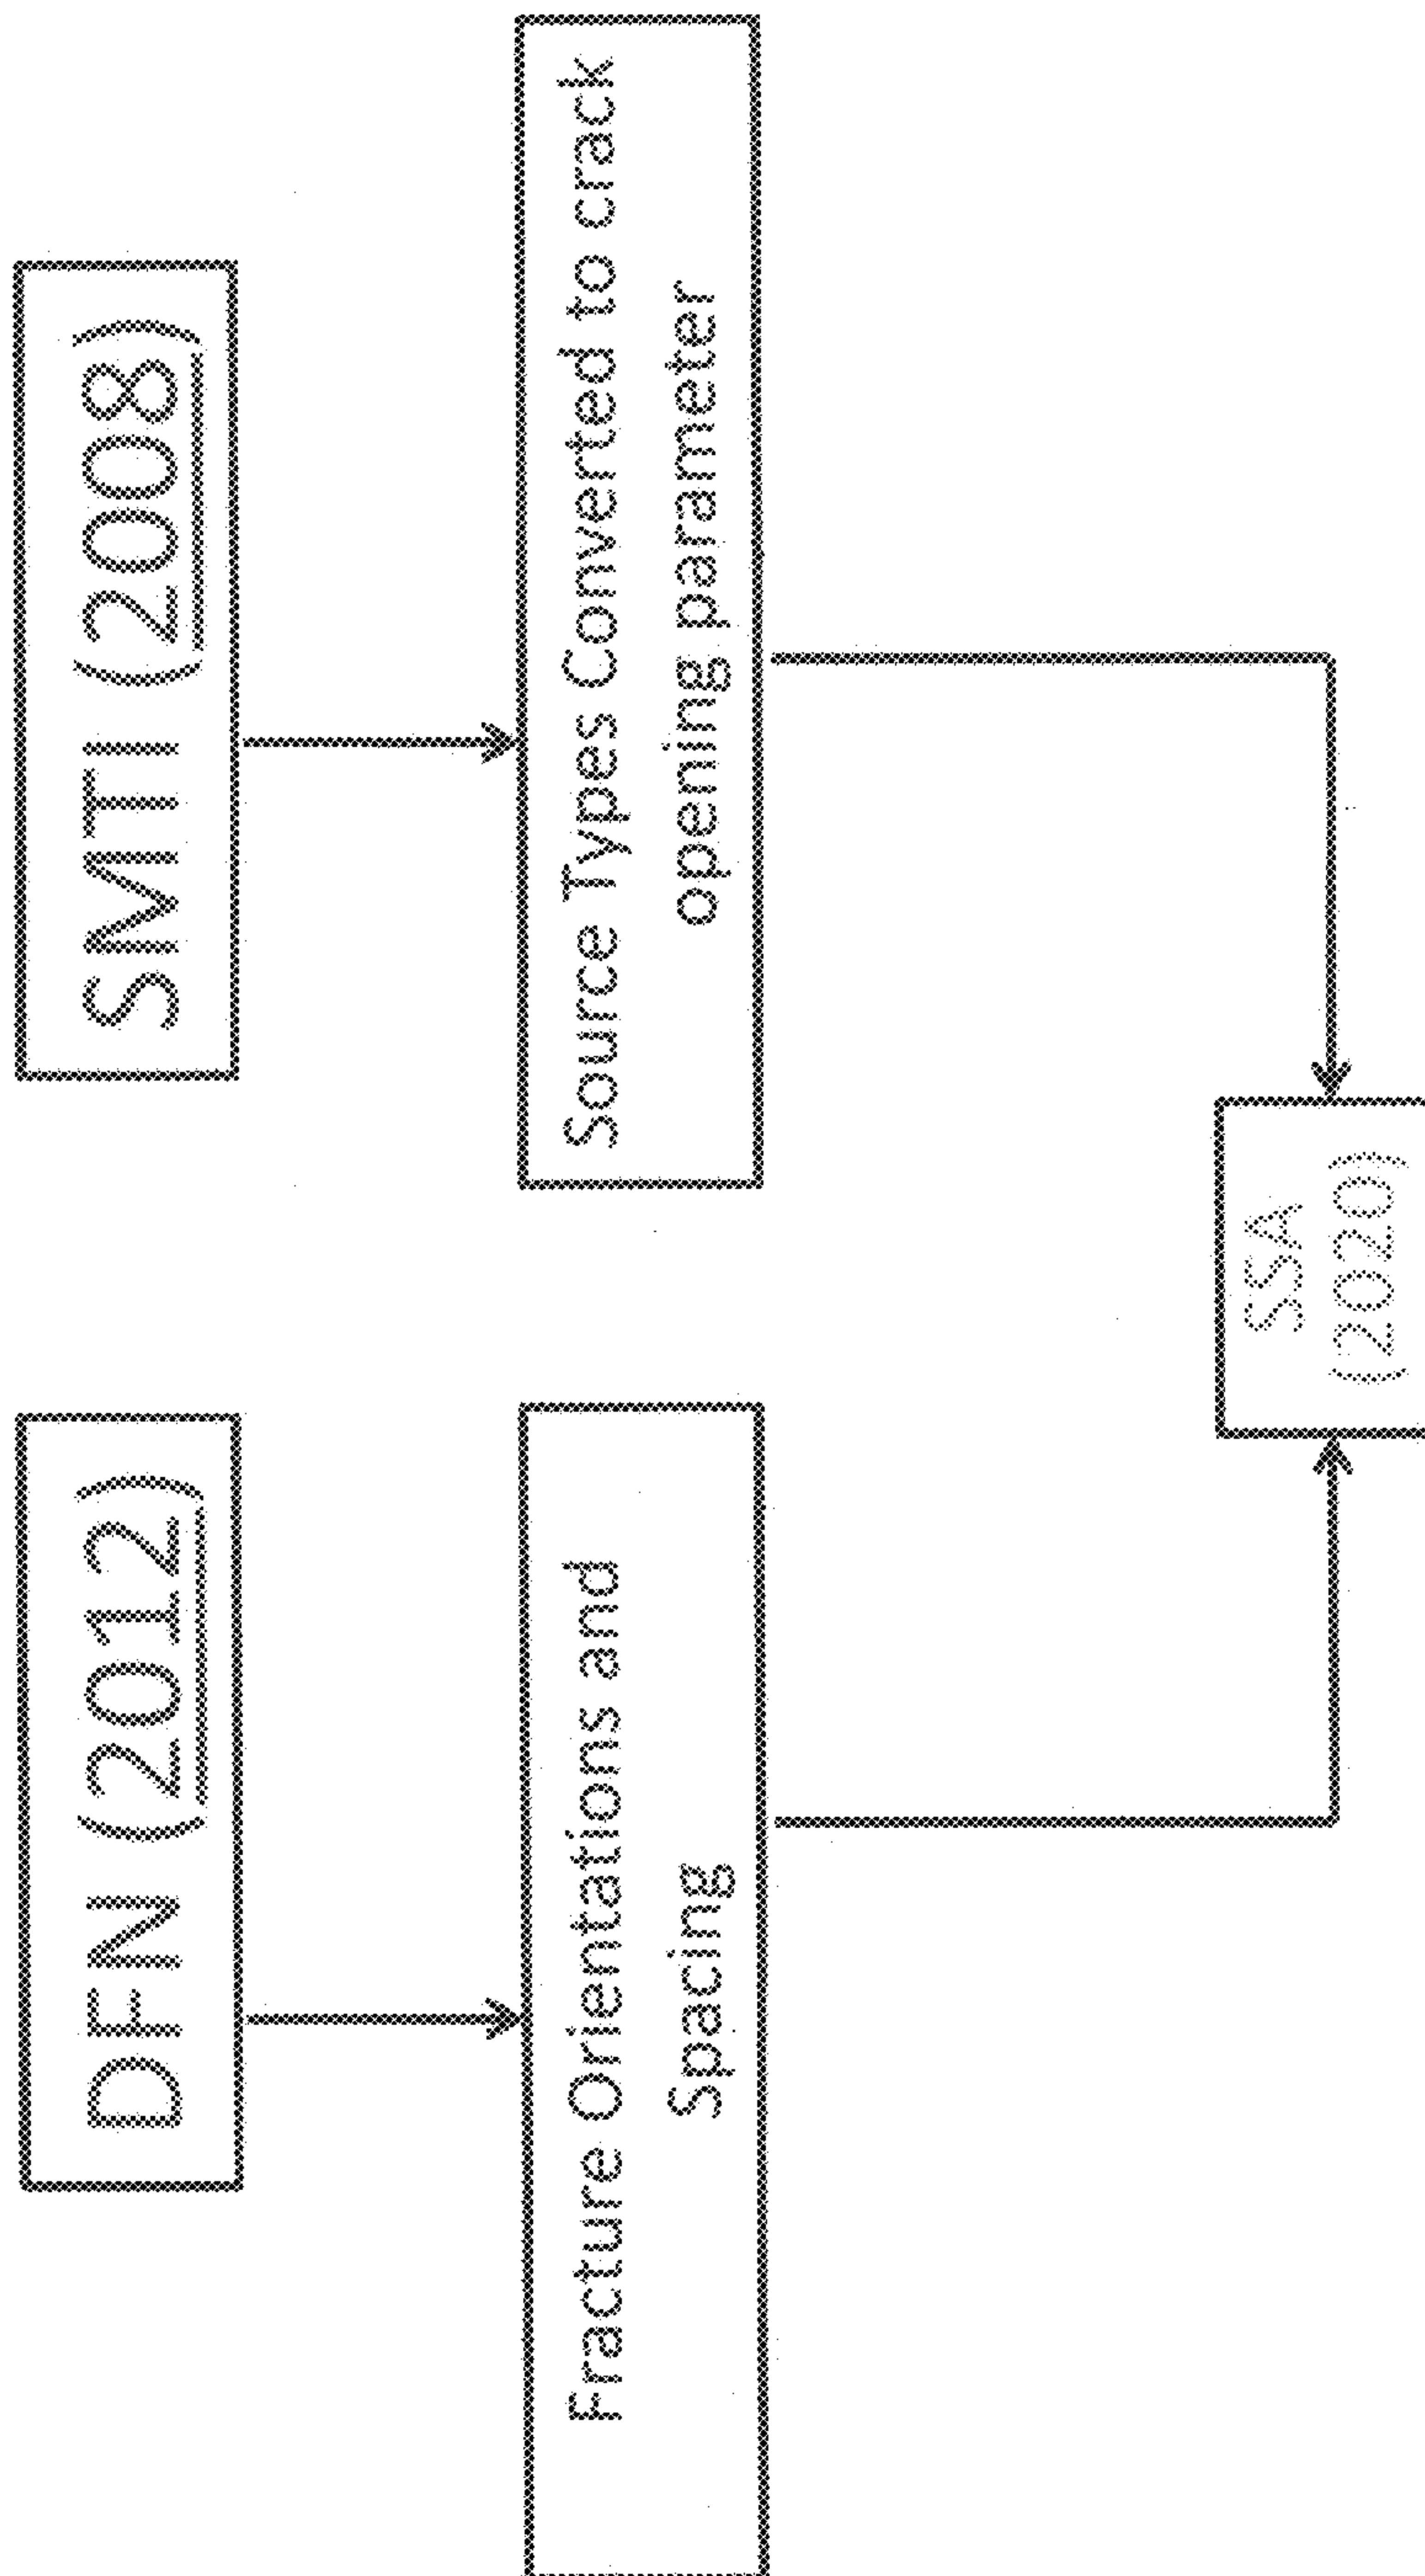 DFN (2012)
SMTI (2008)
Fracture Orientations and
Spacing
Source Types Converted to crack
opening parameter
SSA
(2020)